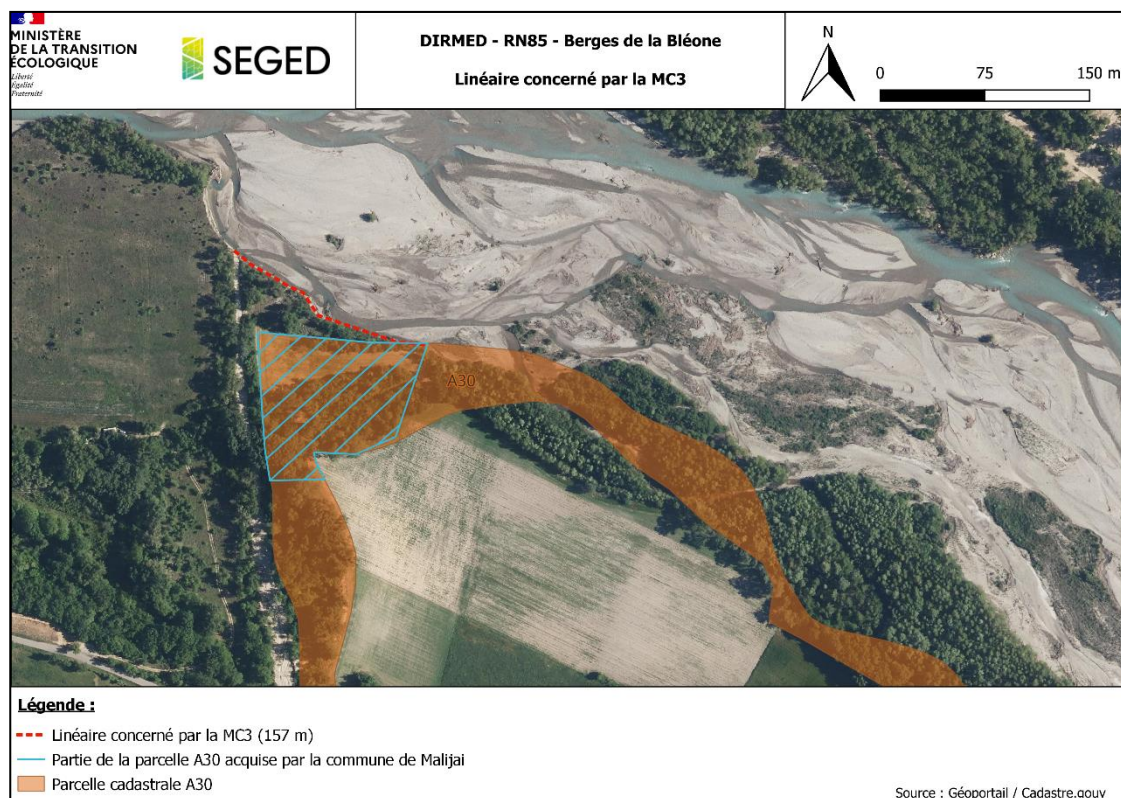 MINISTÈRE
DE LA TRANSITION
ÉCOLOGIQUE
Liberté
Égalité
Fraternité
SEGED
DIRMED - RN85 - Berges de la Bléone
Linéaire concerné par la MC3
N
0 75 150 m
A30
Légende :
Linéaire concerné par la MC3 (157 m)
Partie de la parcelle A30 acquise par la commune de Malijai
Parcelle cadastrale A30
Source : Géoportail / Cadastre.gouv